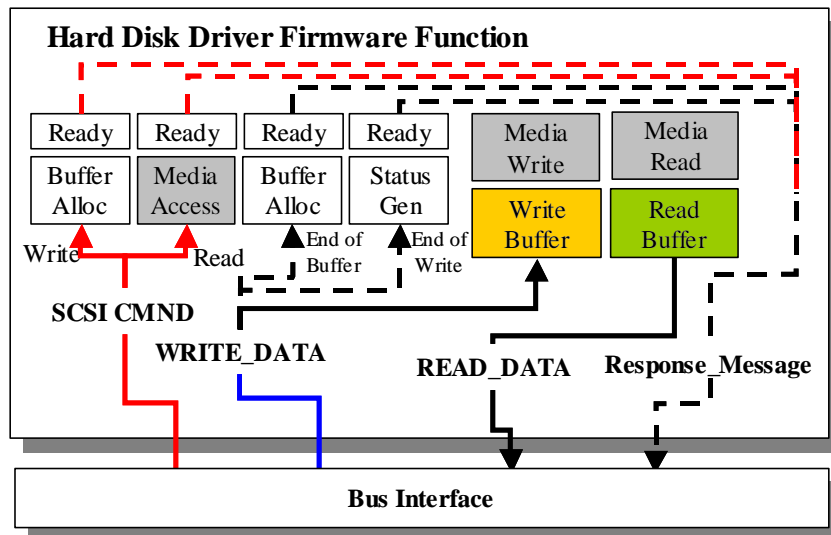 Hard Disk Driver Firmware Function
Ready
Ready
Ready
Ready
Buffer
Alloc
Media
Access
Buffer
Alloc
Status
Gen
Media
Write
Media
Read
Write
Buffer
Read
Buffer
Write
Read
End of
Buffer
End of
Write
SCSI CMND
WRITE_DATA
READ_DATA
Response_Message
Bus Interface